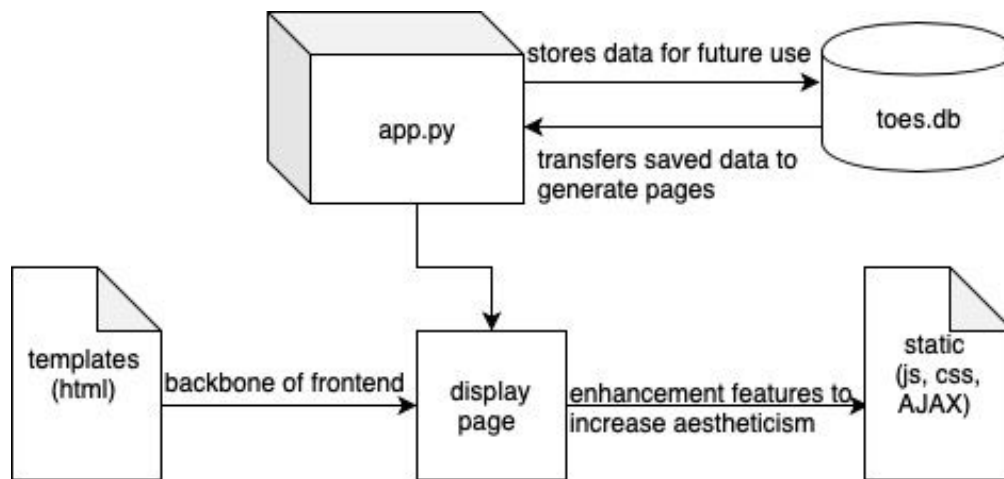 stores data for future use
app.py
toes.db
transfers saved data to
generate pages
templates
(html)
backbone of frontend
display
page
enhancement features to
increase aestheticism
static
(js, css,
AJAX)